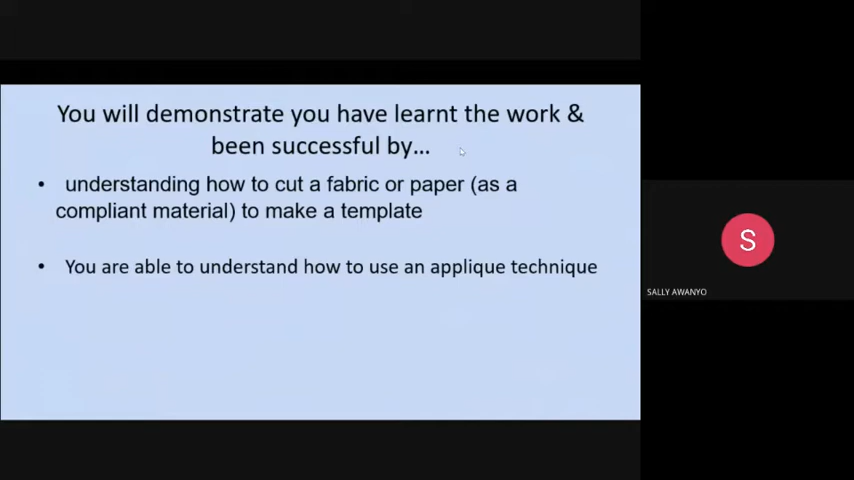 You will demonstrate you have learnt the work &
been successful by...
• understanding how to cut a fabric or paper (as a
compliant material) to make a template
• You are able to understand how to use an applique technique
S
SALLY AWANYO